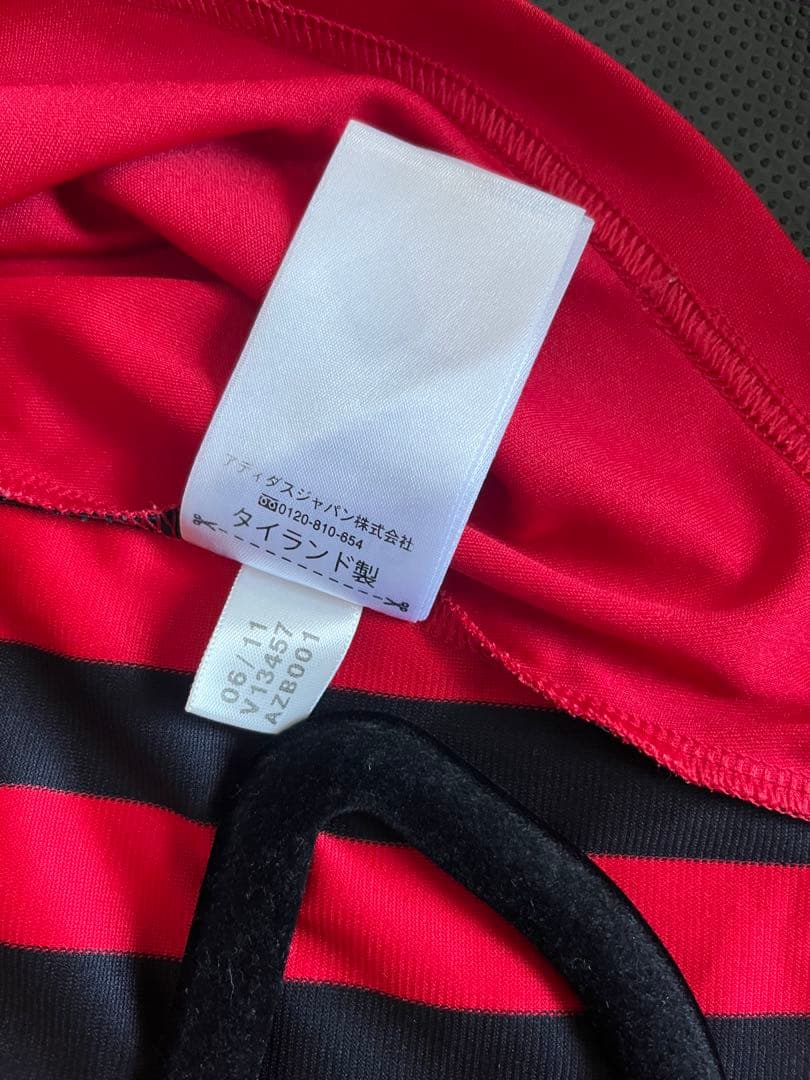 アディダスジャパン株式会社
0120-810-654
タイランド製
06/11
V13457
AZB001